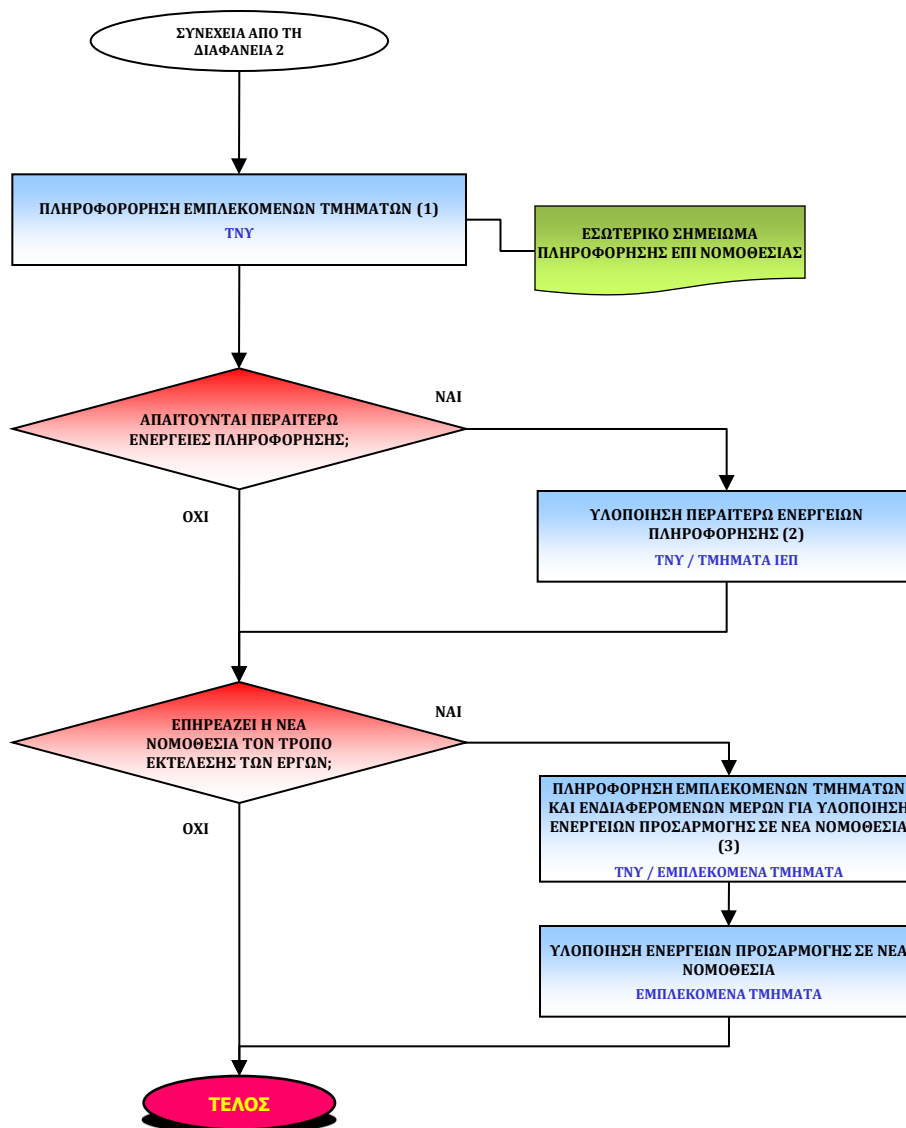 ΣΥΝΕΧΕΙΑ ΑΠΟ ΤΗ
ΔΙΑΦΑΝΕΙΑ 2
ΠΛΗΡΟΦΟΡΟΡΗΣΗ ΕΜΠΛΕΚΟΜΕΝΩΝ ΤΜΗΜΑΤΩΝ (1)
ΤΝΥ
ΕΣΩΤΕΡΙΚΟ ΣΗΜΕΙΩΜΑ
ΠΛΗΡΟΦΟΡΗΣΗΣ ΕΠΙ ΝΟΜΟΘΕΣΙΑΣ
ΑΠΑΙΤΟΥΝΤΑΙ ΠΕΡΑΙΤΕΡΩ
ΕΝΕΡΓΕΙΕΣ ΠΛΗΡΟΦΟΡΗΣΗΣ;
ΝΑΙ
ΟΧΙ
ΥΛΟΠΟΙΗΣΗ ΠΕΡΑΙΤΕΡΩ ΕΝΕΡΓΕΙΩΝ
ΠΛΗΡΟΦΟΡΗΣΗΣ (2)
ΤΝΥ / ΤΜΗΜΑΤΑ ΙΕΠ
ΕΠΗΡΕΑΖΕΙ Η ΝΕΑ
ΝΟΜΟΘΕΣΙΑ ΤΟΝ ΤΡΟΠΟ
ΕΚΤΕΛΕΣΗΣ ΤΩΝ ΕΡΓΩΝ;
ΝΑΙ
ΟΧΙ
ΠΛΗΡΟΦΟΡΗΣΗ ΕΜΠΛΕΚΟΜΕΝΩΝ ΤΜΗΜΑΤΩΝ
ΚΑΙ ΕΝΔΙΑΦΕΡΟΜΕΝΩΝ ΜΕΡΩΝ ΓΙΑ ΥΛΟΠΟΙΗΣΗ
ΕΝΕΡΓΕΙΩΝ ΠΡΟΣΑΡΜΟΓΗΣ ΣΕ ΝΕΑ ΝΟΜΟΘΕΣΙΑ
(3)
ΤΝΥ / ΕΜΠΛΕΚΟΜΕΝΑ ΤΜΗΜΑΤΑ
ΥΛΟΠΟΙΗΣΗ ΕΝΕΡΓΕΙΩΝ ΠΡΟΣΑΡΜΟΓΗΣ ΣΕ ΝΕΑ
ΝΟΜΟΘΕΣΙΑ
ΕΜΠΛΕΚΟΜΕΝΑ ΤΜΗΜΑΤΑ
ΤΕΛΟΣ